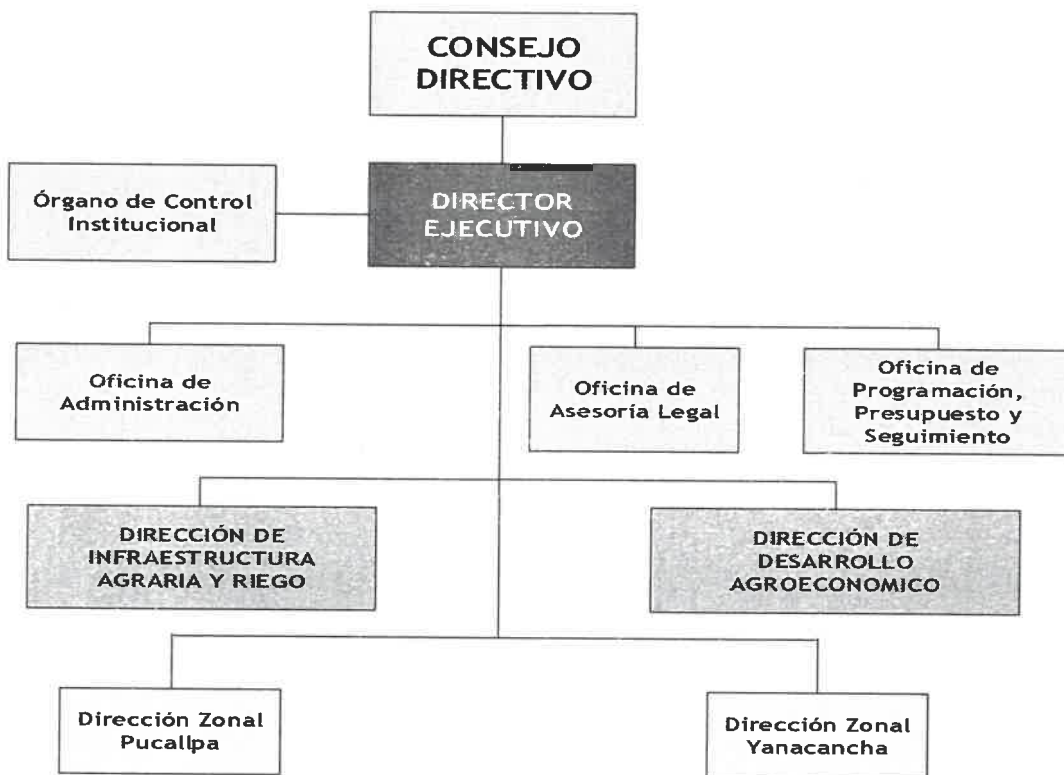 CONSEJO
DIRECTIVO
Órgano de Control
Institucional
DIRECTOR
EJECUTIVO
Oficina de
Administración
Oficina de
Asesoría Legal
Oficina de
Programación,
Presupuesto y
Seguimiento
DIRECCIÓN DE
INFRAESTRUCTURA
AGRARIA Y RIEGO
DIRECCIÓN DE
DESARROLLO
AGROECONOMICO
Dirección Zonal
Pucallpa
Dirección Zonal
Yanacancha